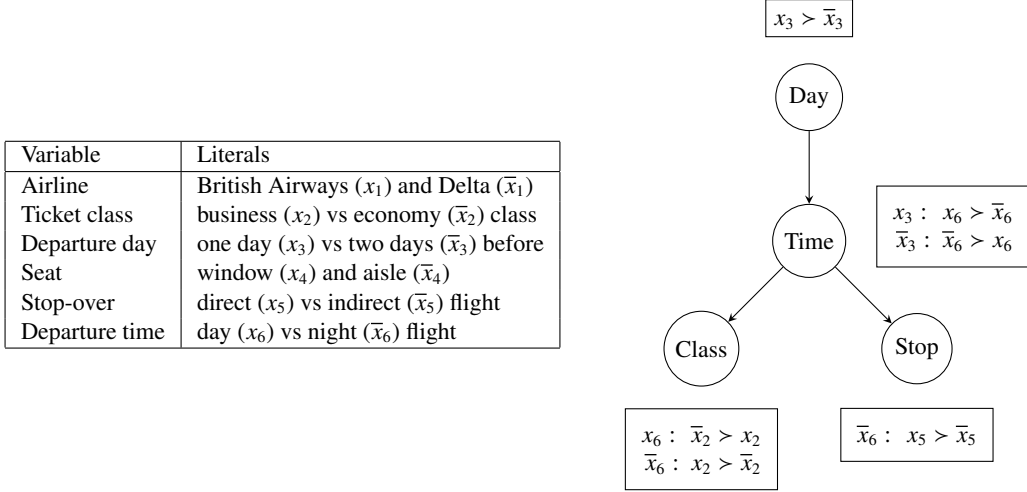 Variable Literals
Airline British Airways (x₁) and Delta (x̅₁)
Ticket class business (x₂) vs economy (x̅₂) class
Departure day one day (x₃) vs two days (x̅₃) before
Seat window (x₄) and aisle (x̅₄)
Stop-over direct (x₅) vs indirect (x̅₅) flight
Departure time day (x₆) vs night (x̅₆) flight
x₃ ≻ x̅₃
Day
Time
x₃ : x₆ ≻ x̅₆
x̅₃ : x̅₆ ≻ x₆
Class
Stop
x₆ : x̅₂ ≻ x₂
x̅₆ : x₂ ≻ x̅₂
x̅₆ : x₅ ≻ x̅₅